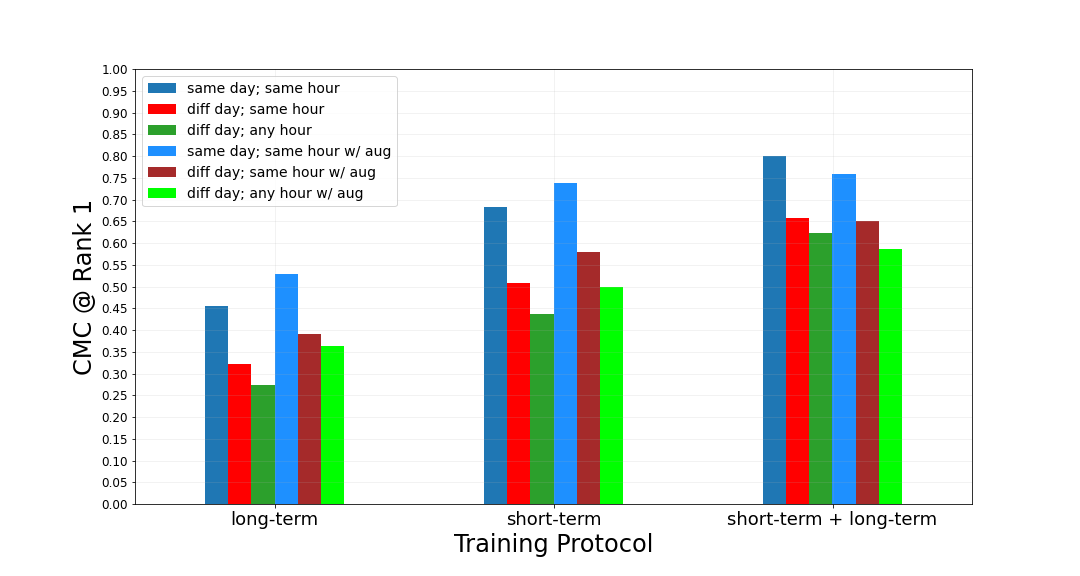 1.00
0.95
0.90
0.85
0.80
0.75
0.70
0.65
0.60
0.55
0.50
0.45
0.40
0.35
0.30
0.25
0.20
0.15
0.10
0.05
0.00
CMC @ Rank 1
same day; same hour
diff day; same hour
diff day; any hour
same day; same hour w/ aug
diff day; same hour w/ aug
diff day; any hour w/ aug
long-term
short-term
short-term + long-term
Training Protocol